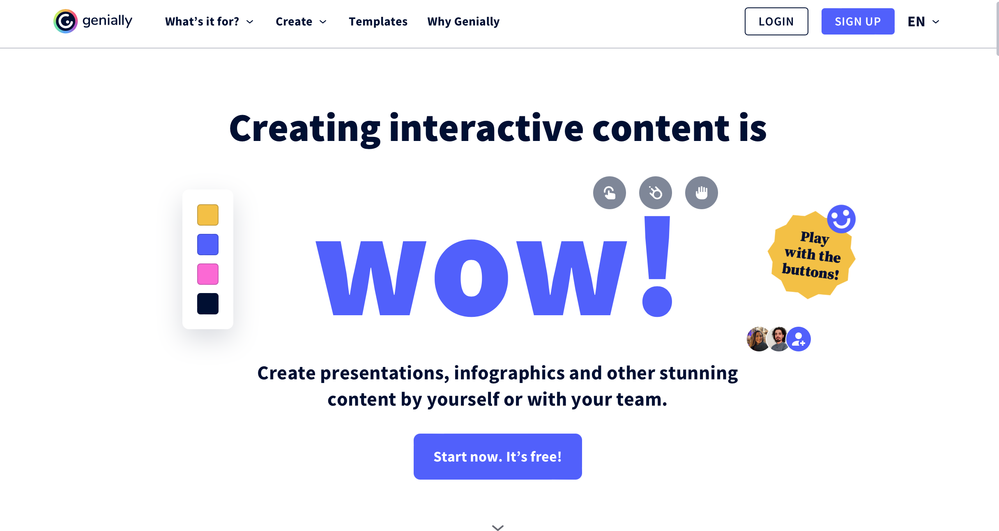 genially
What’s it for?
Create
Templates
Why Genially
LOGIN
SIGN UP
EN
Creating interactive content is
wow!
Play
with the
buttons!
Create presentations, infographics and other stunning
content by yourself or with your team.
Start now. It’s free!